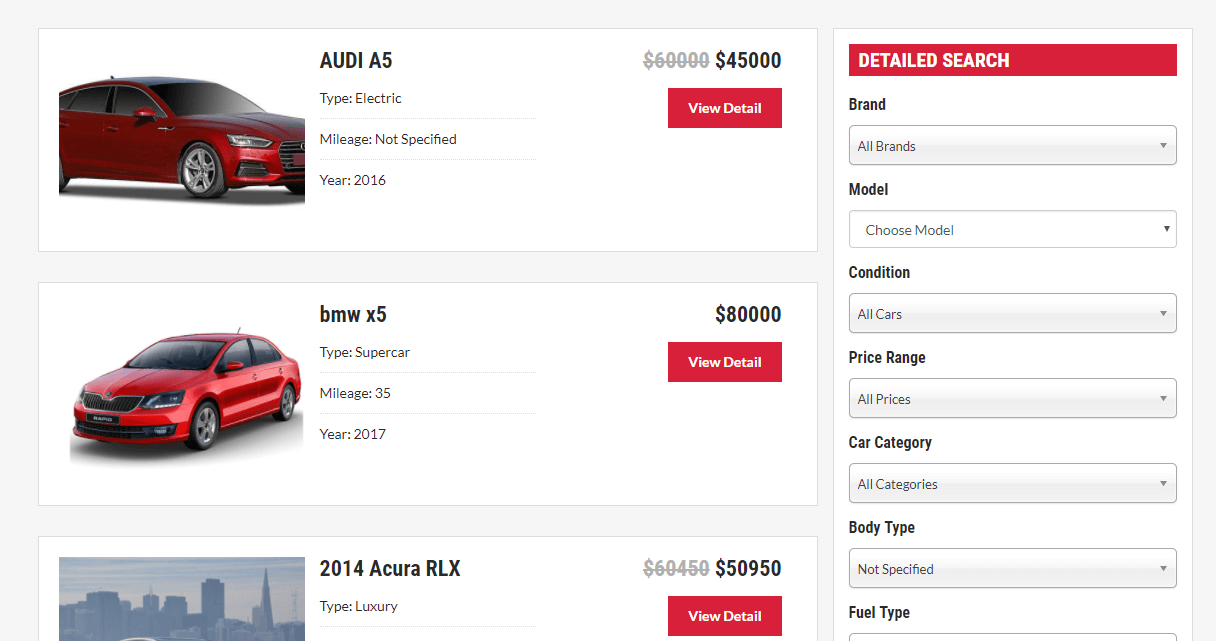 AUDI A5
$60000 $45000
Type: Electric
View Detail
Mileage: Not Specified
Year: 2016
bmw x5
$80000
Type: Supercar
View Detail
Mileage: 35
Year: 2017
RAPID
2014 Acura RLX
$60450 $50950
Type: Luxury
View Detail
DETAILED SEARCH
Brand
All Brands
Model
Choose Model
Condition
All Cars
Price Range
All Prices
Car Category
All Categories
Body Type
Not Specified
Fuel Type